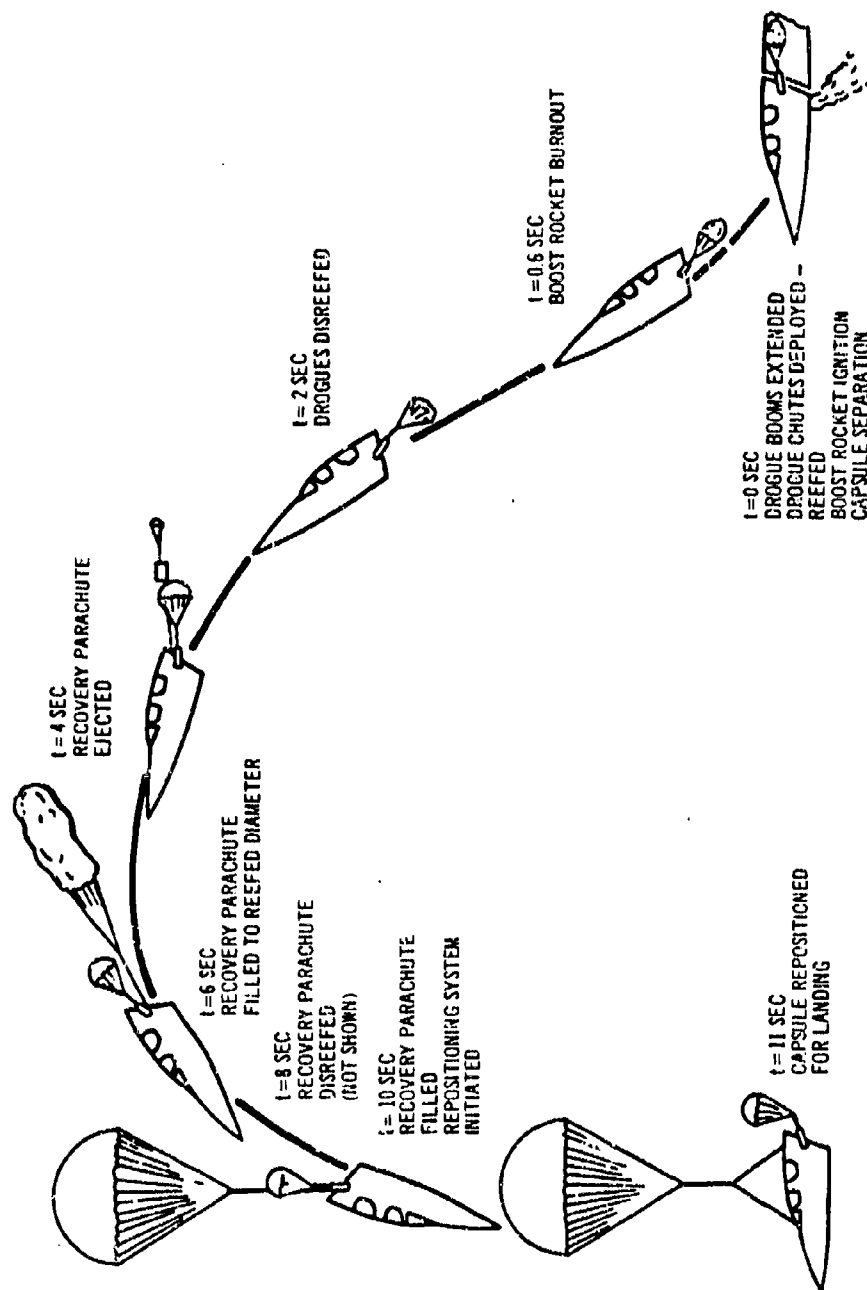 t=0 SEC
DROGUE BOOMS EXTENDED
DROGUE CHUTES DEPLOYED -
REEFED
BOOST ROCKET IGNITION
CAPSULE SEPARATION
t=0.6 SEC
BOOST ROCKET BURNOUT
t=2 SEC
DROGUES DISREEFED
t=4 SEC
RECOVERY PARACHUTE
EJECTED
t=6 SEC
RECOVERY PARACHUTE
FILLED TO REEFED DIAMETER
t=8 SEC
RECOVERY PARACHUTE
DISREEFED
(NOT SHOWN)
t=10 SEC
RECOVERY PARACHUTE
FILLED
REPOSITIONING SYSTEM
INITIATED
t=11 SEC
CAPSULE REPOSITIONED
FOR LANDING